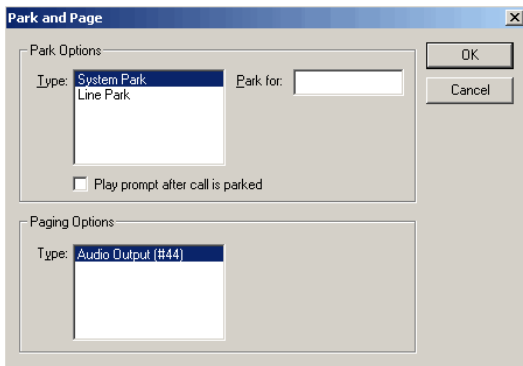 Park and Page
Park Options
Type: System Park
Line Park
Park for:
Play prompt after call is parked
OK
Cancel
Paging Options
Type: Audio Output (#44)